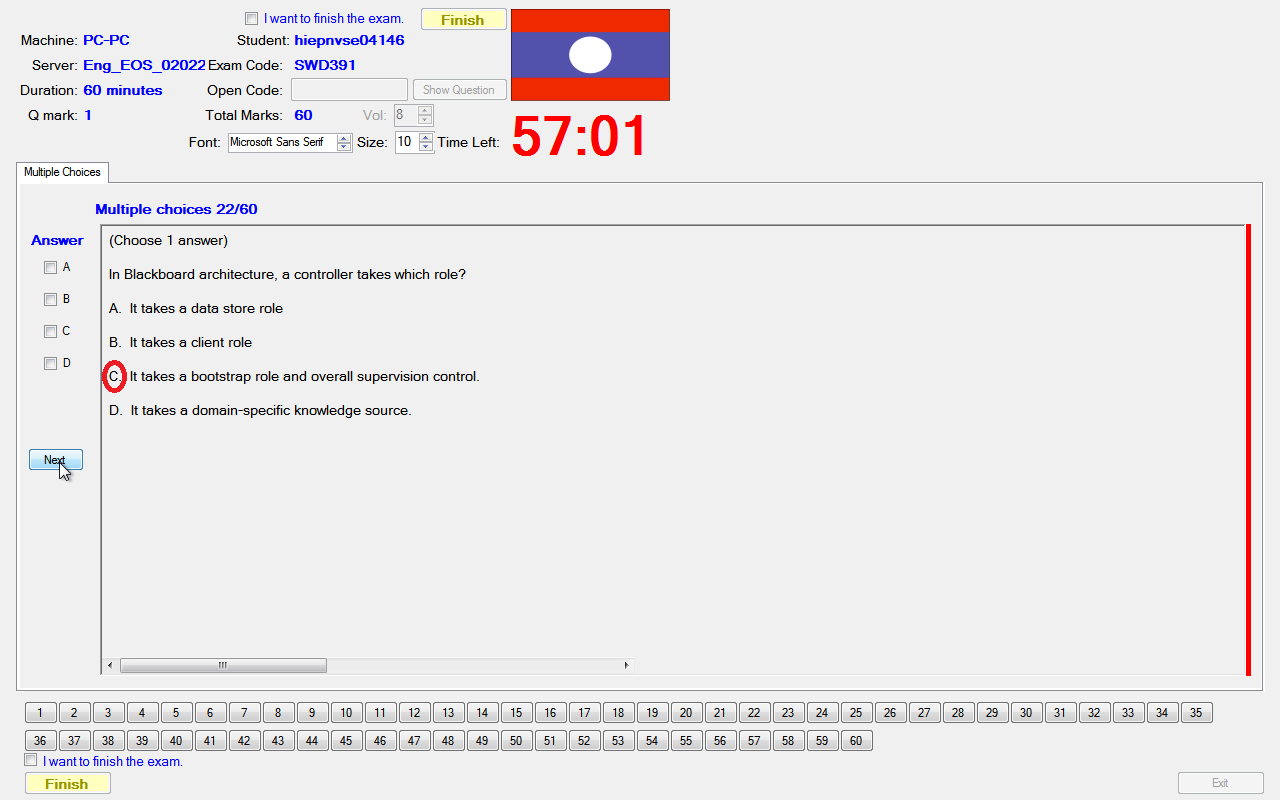 I want to finish the exam. Finish
Machine: PC-PC Student: hiepnvse04146
Server: Eng_EOS_02022 Exam Code: SWD391
Duration: 60 minutes Open Code: Show Question
Q mark: 1 Total Marks: 60 Vol: 8
57:01
Font: Microsoft Sans Serif Size: 10 Time Left:
Multiple Choices
Multiple choices 22/60
Answer
(Choose 1 answer)
A
In Blackboard architecture, a controller takes which role?
B
A. It takes a data store role
C
B. It takes a client role
D
C. It takes a bootstrap role and overall supervision control.
D. It takes a domain-specific knowledge source.
Next
1 2 3 4 5 6 7 8 9 10 11 12 13 14 15 16 17 18 19 20 21 22 23 24 25 26 27 28 29 30 31 32 33 34 35
36 37 38 39 40 41 42 43 44 45 46 47 48 49 50 51 52 53 54 55 56 57 58 59 60
I want to finish the exam.
Finish Exit